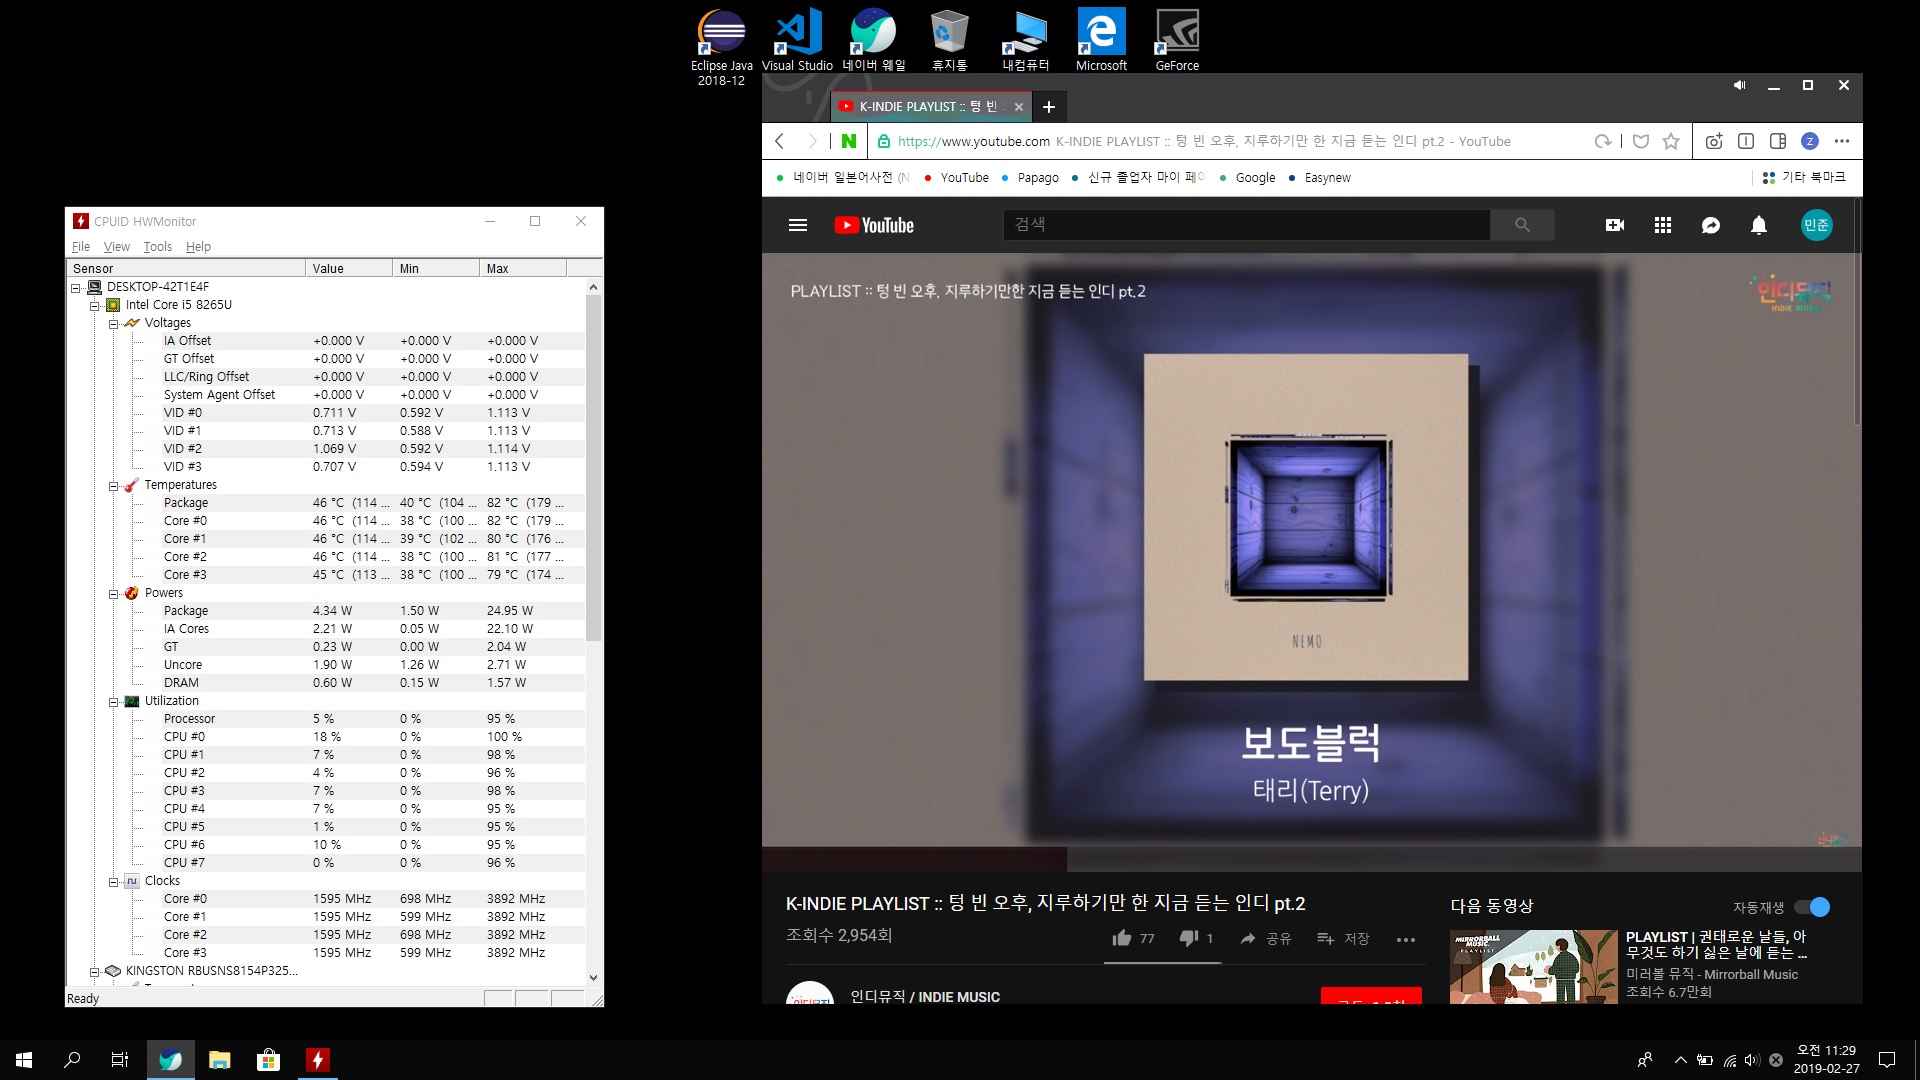 Eclipse Java
2018-12
Visual Studio
네이버 웨일
휴지통
내컴퓨터
Microsoft
GeForce
CPUID HWMonitor
File View Tools Help
Sensor Value Min Max
DESKTOP-42T1E4F
Intel Core i5 8265U
Voltages
IA Offset +0.000 V +0.000 V +0.000 V
GT Offset +0.000 V +0.000 V +0.000 V
LLC/Ring Offset +0.000 V +0.000 V +0.000 V
System Agent Offset +0.000 V +0.000 V +0.000 V
VID #0 0.711 V 0.592 V 1.113 V
VID #1 0.713 V 0.588 V 1.113 V
VID #2 1.069 V 0.592 V 1.114 V
VID #3 0.707 V 0.594 V 1.113 V
Temperatures
Package 46 °C (114 ... 40 °C (104 ... 82 °C (179 ...
Core #0 46 °C (114 ... 38 °C (100 ... 82 °C (179 ...
Core #1 46 °C (114 ... 39 °C (102 ... 80 °C (176 ...
Core #2 46 °C (114 ... 38 °C (100 ... 81 °C (177 ...
Core #3 45 °C (113 ... 38 °C (100 ... 79 °C (174 ...
Powers
Package 4.34 W 1.50 W 24.95 W
IA Cores 2.21 W 0.05 W 22.10 W
GT 0.23 W 0.00 W 2.04 W
Uncore 1.90 W 1.26 W 2.71 W
DRAM 0.60 W 0.15 W 1.57 W
Utilization
Processor 5 % 0 % 95 %
CPU #0 18 % 0 % 100 %
CPU #1 7 % 0 % 98 %
CPU #2 4 % 0 % 96 %
CPU #3 7 % 0 % 98 %
CPU #4 7 % 0 % 95 %
CPU #5 1 % 0 % 95 %
CPU #6 10 % 0 % 95 %
CPU #7 0 % 0 % 96 %
Clocks
Core #0 1595 MHz 698 MHz 3892 MHz
Core #1 1595 MHz 599 MHz 3892 MHz
Core #2 1595 MHz 698 MHz 3892 MHz
Core #3 1595 MHz 599 MHz 3892 MHz
KINGSTON RBUSNS8154P325...
Ready
K-INDIE PLAYLIST :: 텅 빈
https://www.youtube.com K-INDIE PLAYLIST :: 텅 빈 오후, 지루하기만 한 지금 듣는 인디 pt.2 - YouTube
네이버 일본어사전 (N YouTube Papago 신규 졸업자 마이 페이 Google Easynew 기타 북마크
YouTube
검색
민준
PLAYLIST :: 텅 빈 오후, 지루하기만한 지금 듣는 인디 pt.2
인디뮤직
INDIE MUSIC
NEMO
보도블럭
태리(Terry)
K-INDIE PLAYLIST :: 텅 빈 오후, 지루하기만 한 지금 듣는 인디 pt.2
조회수 2,954회
77 1 공유 저장
인디뮤직 / INDIE MUSIC
다음 동영상
자동재생
MIRRORBALL
MUSIC.
PLAYLIST
PLAYLIST | 권태로운 날들, 아
무것도 하기 싫은 날에 듣는 ...
미러볼 뮤직 - Mirrorball Music
조회수 6.7만회
오전 11:29
2019-02-27